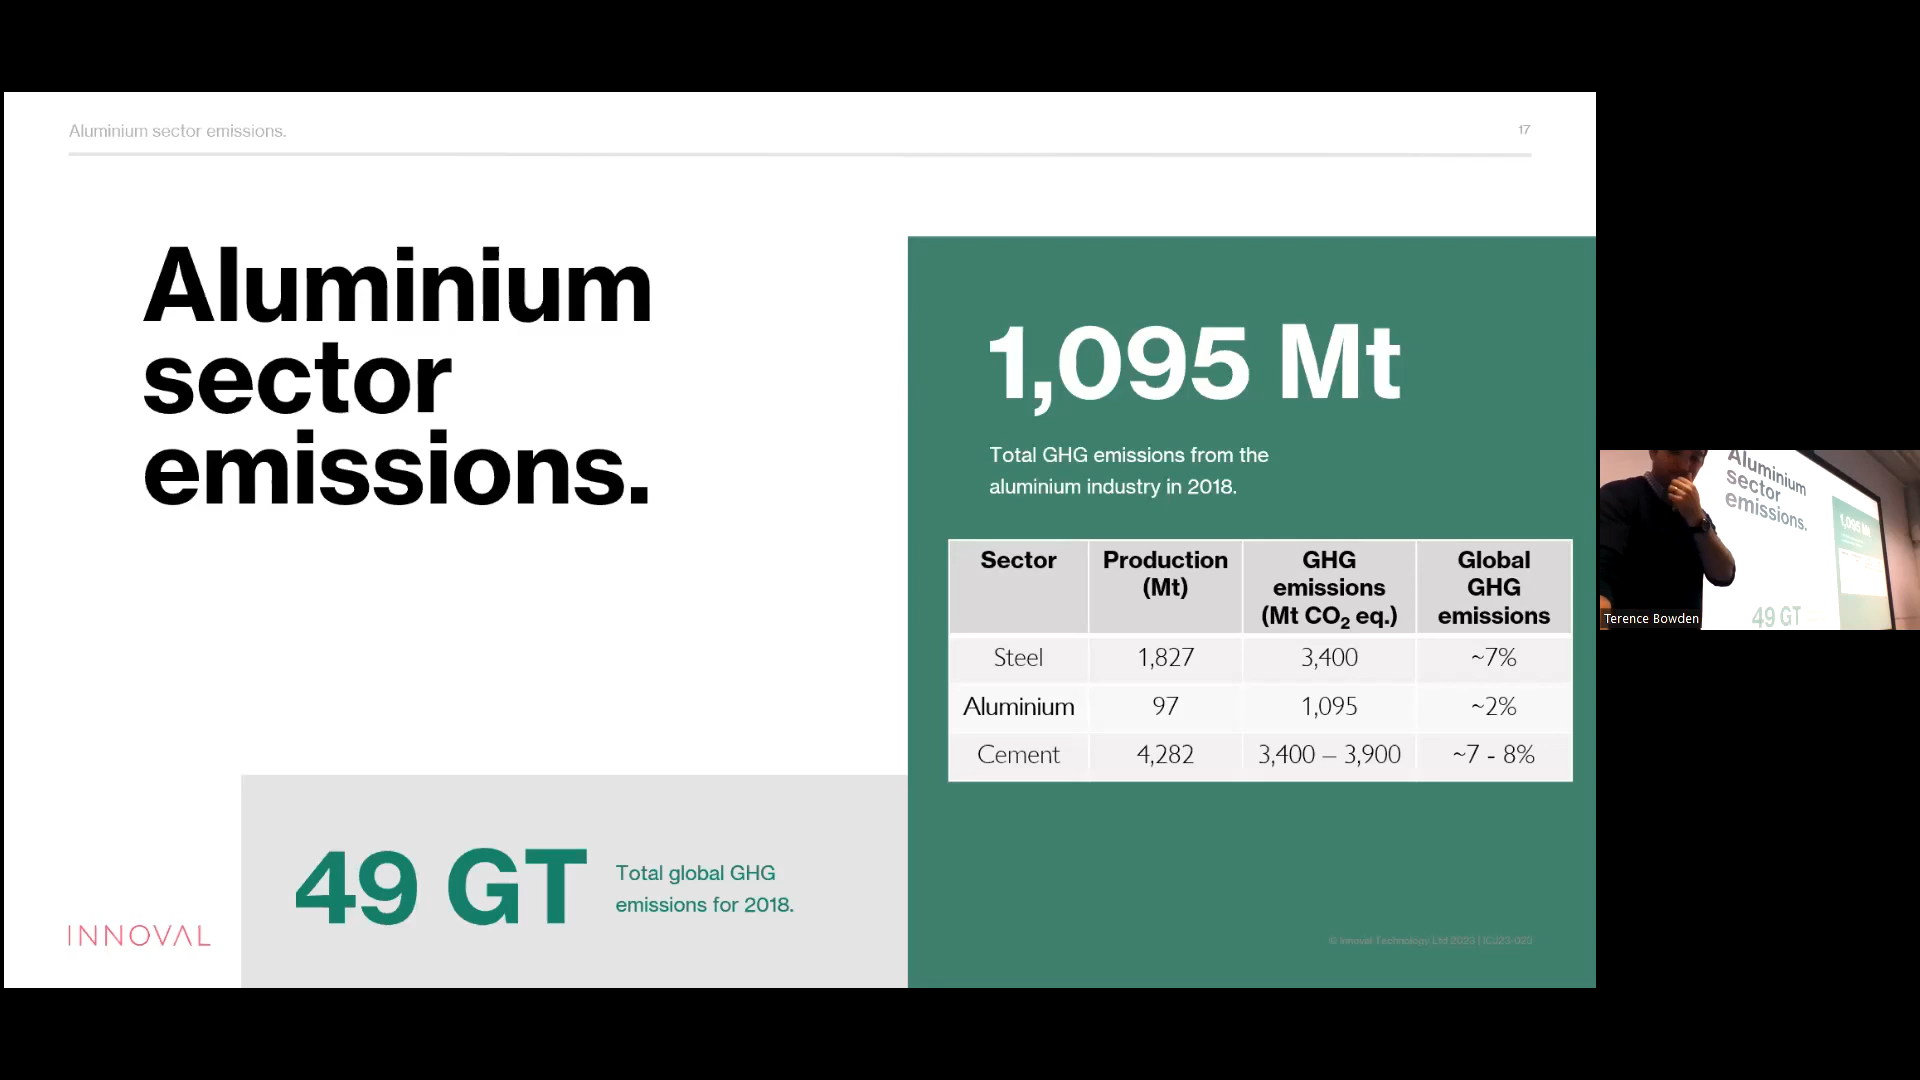 Aluminium sector emissions.
17
Aluminium
sector
emissions.
1,095 Mt
Total GHG emissions from the
aluminium industry in 2018.
Sector Production (Mt) GHG emissions (Mt CO₂ eq.) Global GHG emissions
Steel 1,827 3,400 ~7%
Aluminium 97 1,095 ~2%
Cement 4,282 3,400 – 3,900 ~7 - 8%
49 GT
Total global GHG
emissions for 2018.
INNOVAL
Aluminium
sector
emissions.
1,095 Mt
49 GT
Terence Bowden